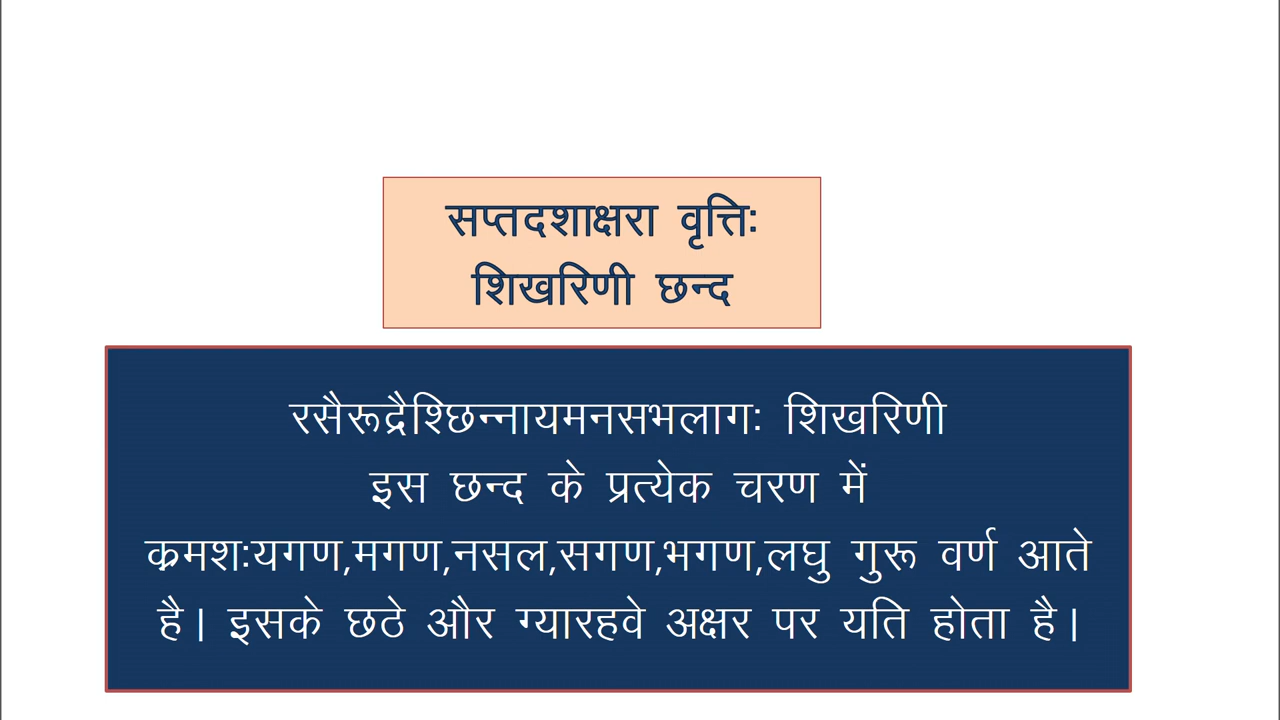 सप्तदशाक्षरा वृत्तिः
शिखरिणी छन्द
रसैरूद्रैश्छिन्नायमनसभलागः शिखरिणी
इस छन्द के प्रत्येक चरण में
क्रमशःयगण,मगण,नसल,सगण,भगण,लघु गुरू वर्ण आते
है। इसके छठे और ग्यारहवे अक्षर पर यति होता है।